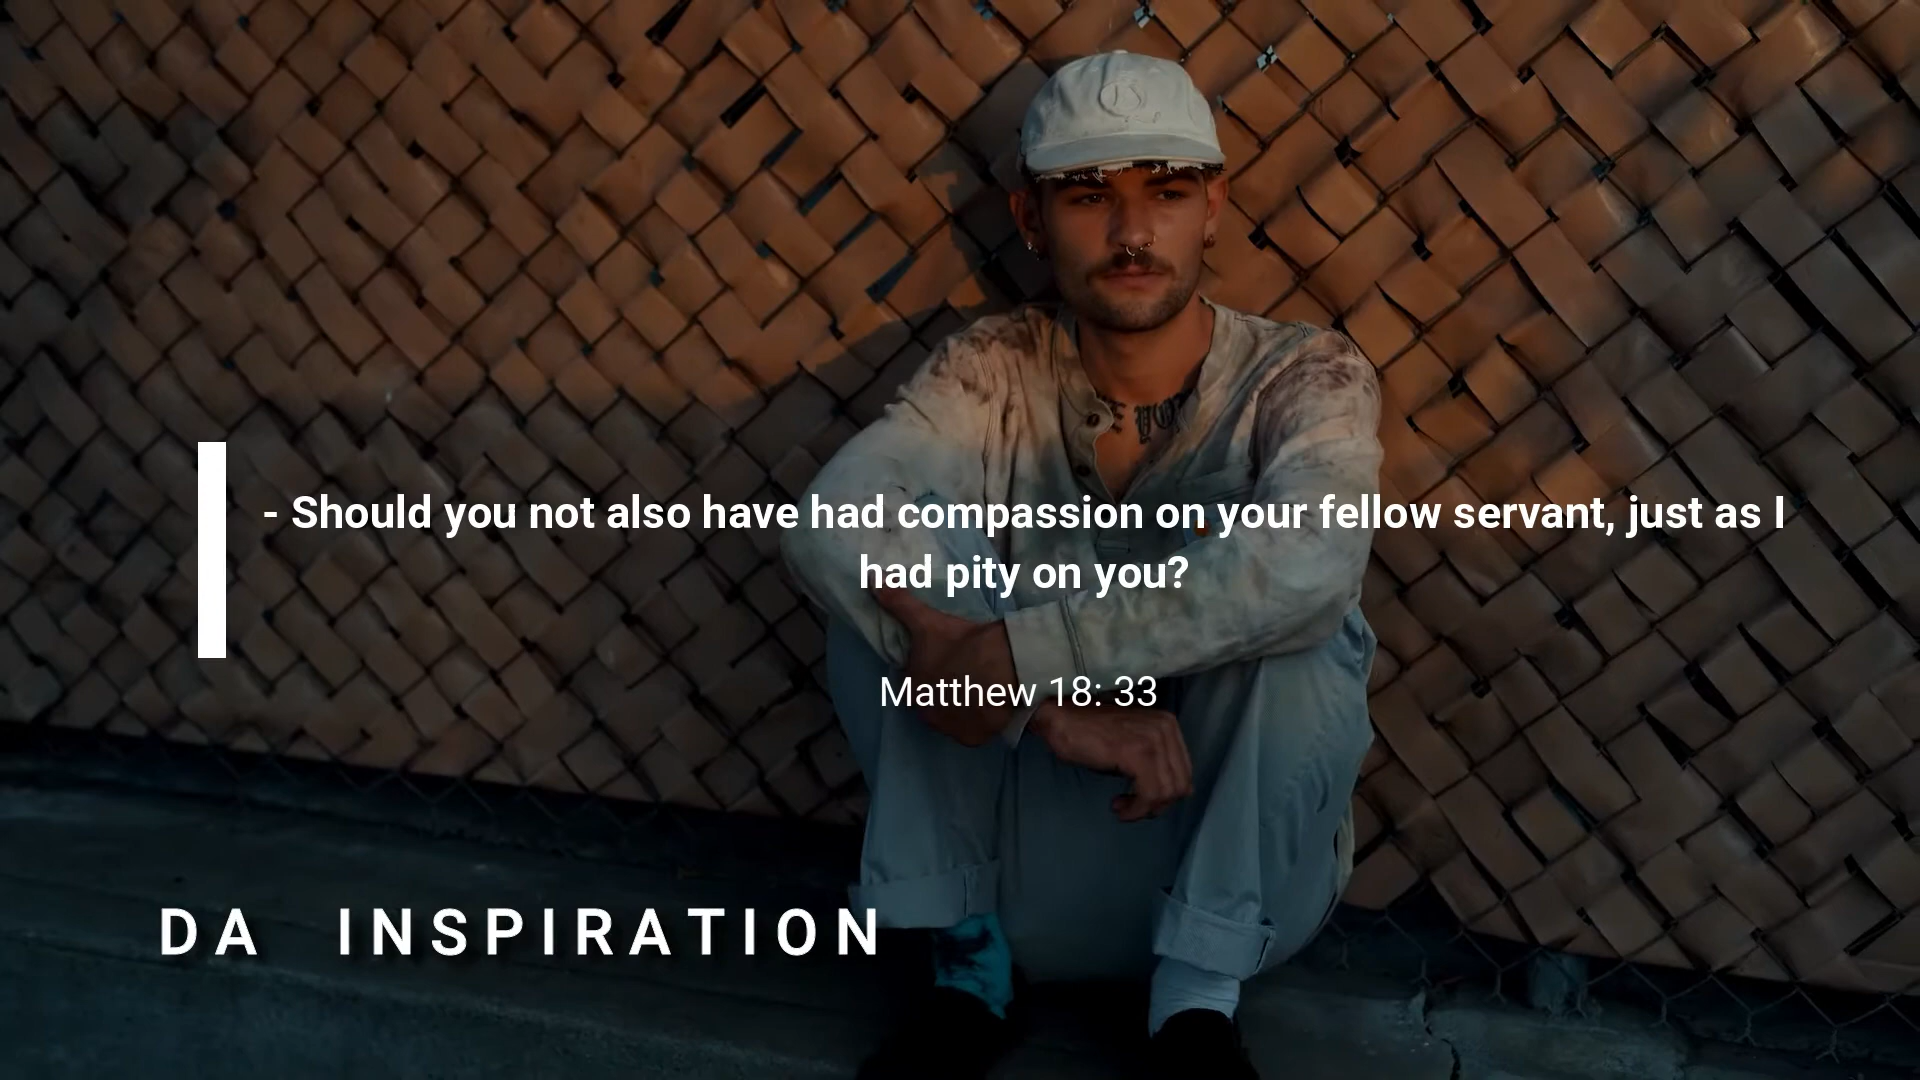 - Should you not also have had compassion on your fellow servant, just as I
had pity on you?
Matthew 18: 33
DA INSPIRATION